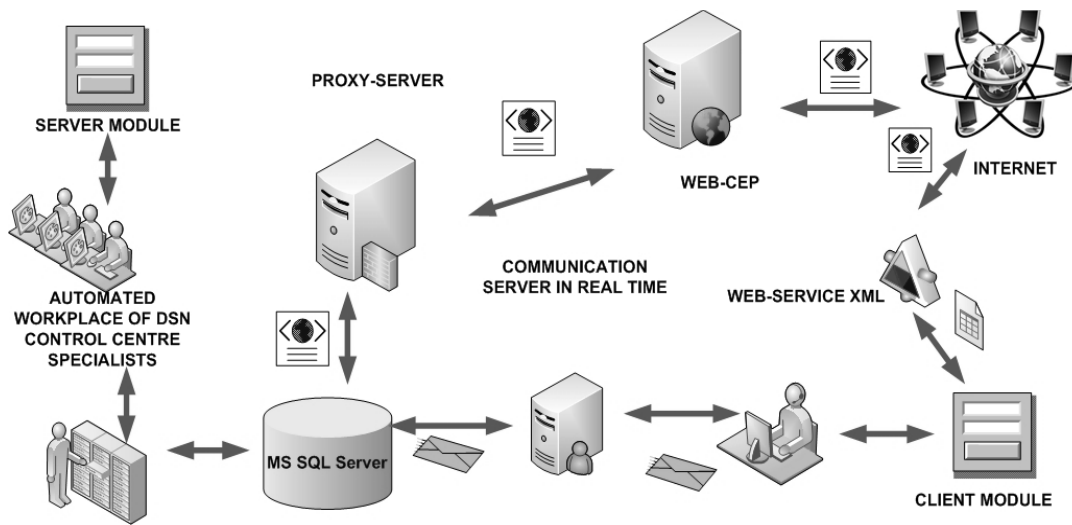 PROXY-SERVER
SERVER MODULE
WEB-CEP
INTERNET
COMMUNICATION
SERVER IN REAL TIME
WEB-SERVICE XML
AUTOMATED
WORKPLACE OF DSN
CONTROL CENTRE
SPECIALISTS
MS SQL Server
CLIENT MODULE